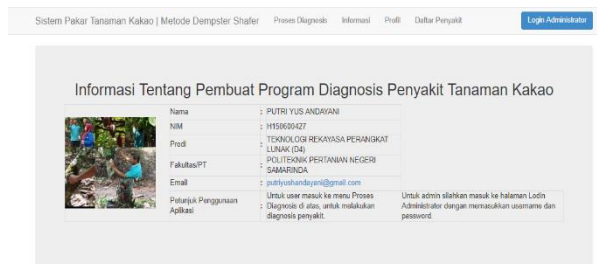 Sistem Pakar Tanaman Kakao | Metode Dempster Shafer Proses Diagnosis Informasi Profil Daftar Penyakit Login Administrator
Informasi Tentang Pembuat Program Diagnosis Penyakit Tanaman Kakao
Nama : PUTRI YUS ANDAYANI
NIM : H150600427
Prodi : TEKNOLOGI REKAYASA PERANGKAT
LUNAK (D4)
Fakultas/PT : POLITEKNIK PERTANIAN NEGERI
SAMARINDA
Email : putriyushandayani@gmail.com
Petunjuk Penggunaan
Aplikasi
: Untuk user masuk ke menu Proses
Diagnosis di atas, untuk melakukan
diagnosis penyakit.
Untuk admin silahkan masuk ke halaman Lodin
Administrator dengan memasukkan username dan
password.